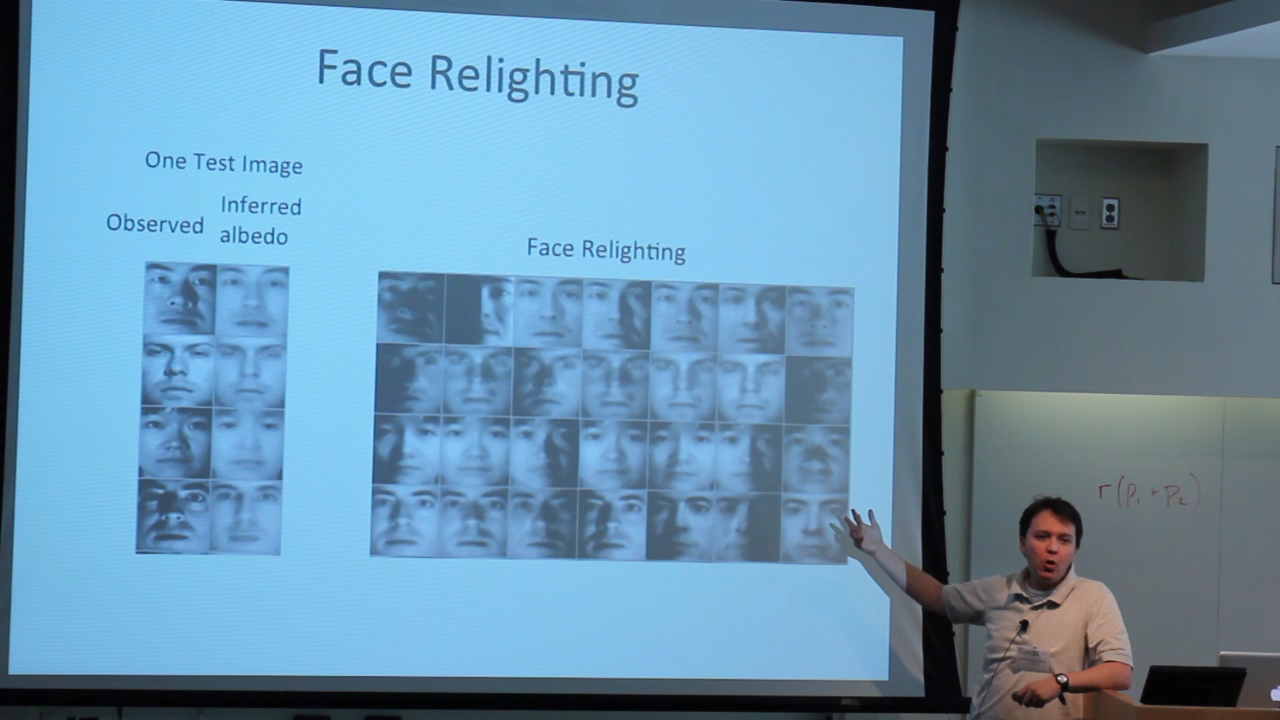 Face Relighting
One Test Image
Observed
Inferred
albedo
Face Relighting
r(p₁ + p₂)